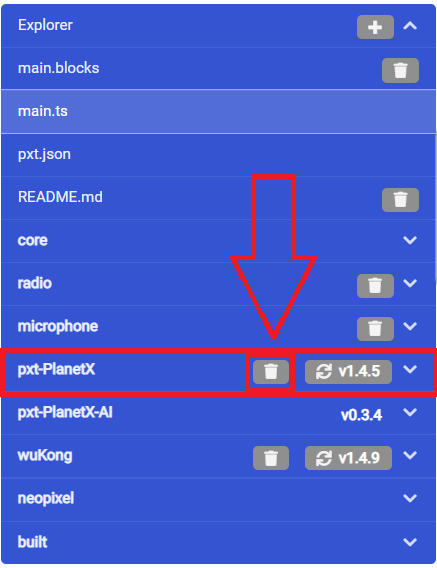 Explorer
main.blocks
main.ts
pxt.json
README.md
core
radio
microphone
pxt-PlanetX v1.4.5
pxt-PlanetX-AI v0.3.4
wuKong v1.4.9
neopixel
built